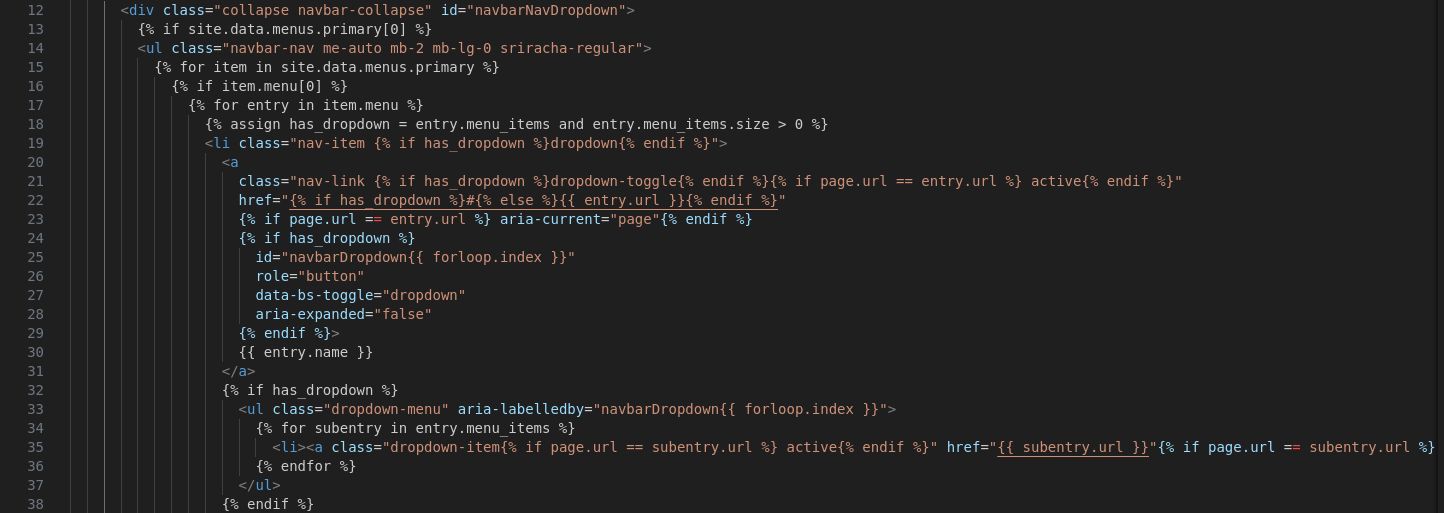 12 <div class="collapse navbar-collapse" id="navbarNavDropdown">
13 {% if site.data.menus.primary[0] %}
14 <ul class="navbar-nav me-auto mb-2 mb-lg-0 sriracha-regular">
15 {% for item in site.data.menus.primary %}
16 {% if item.menu[0] %}
17 {% for entry in item.menu %}
18 {% assign has_dropdown = entry.menu_items and entry.menu_items.size > 0 %}
19 <li class="nav-item {% if has_dropdown %}dropdown{% endif %}">
20 <a
21 class="nav-link {% if has_dropdown %}dropdown-toggle{% endif %}{% if page.url == entry.url %} active{% endif %}"
22 href="{% if has_dropdown %}#{% else %}{{ entry.url }}{% endif %}"
23 {% if page.url == entry.url %} aria-current="page"{% endif %}
24 {% if has_dropdown %}
25 id="navbarDropdown{{ forloop.index }}"
26 role="button"
27 data-bs-toggle="dropdown"
28 aria-expanded="false"
29 {% endif %}>
30 {{ entry.name }}
31 </a>
32 {% if has_dropdown %}
33 <ul class="dropdown-menu" aria-labelledby="navbarDropdown{{ forloop.index }}">
34 {% for subentry in entry.menu_items %}
35 <li><a class="dropdown-item{% if page.url == subentry.url %} active{% endif %}" href="{{ subentry.url }}"{% if page.url == subentry.url %}
36 {% endfor %}
37 </ul>
38 {% endif %}